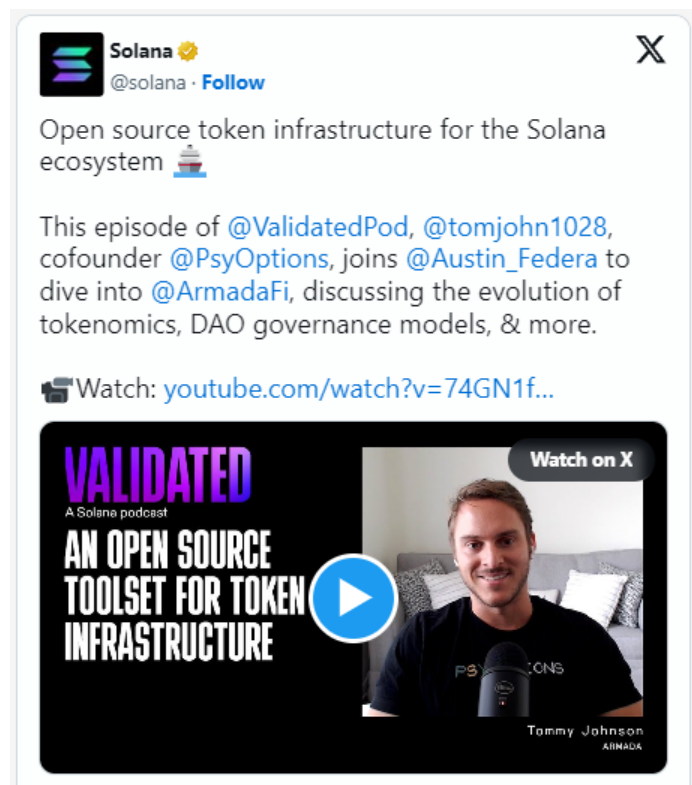 Solana
@solana · Follow
Open source token infrastructure for the Solana
ecosystem 🚢
This episode of @ValidatedPod, @tomjohn1028,
cofounder @PsyOptions, joins @Austin_Federa to
dive into @ArmadaFi, discussing the evolution of
tokenomics, DAO governance models, & more.
📹Watch: youtube.com/watch?v=74GN1f...
Watch on X
VALIDATED
A Solana podcast
AN OPEN SOURCE
TOOLSET FOR TOKEN
INFRASTRUCTURE
Tommy Johnson
ARMADA